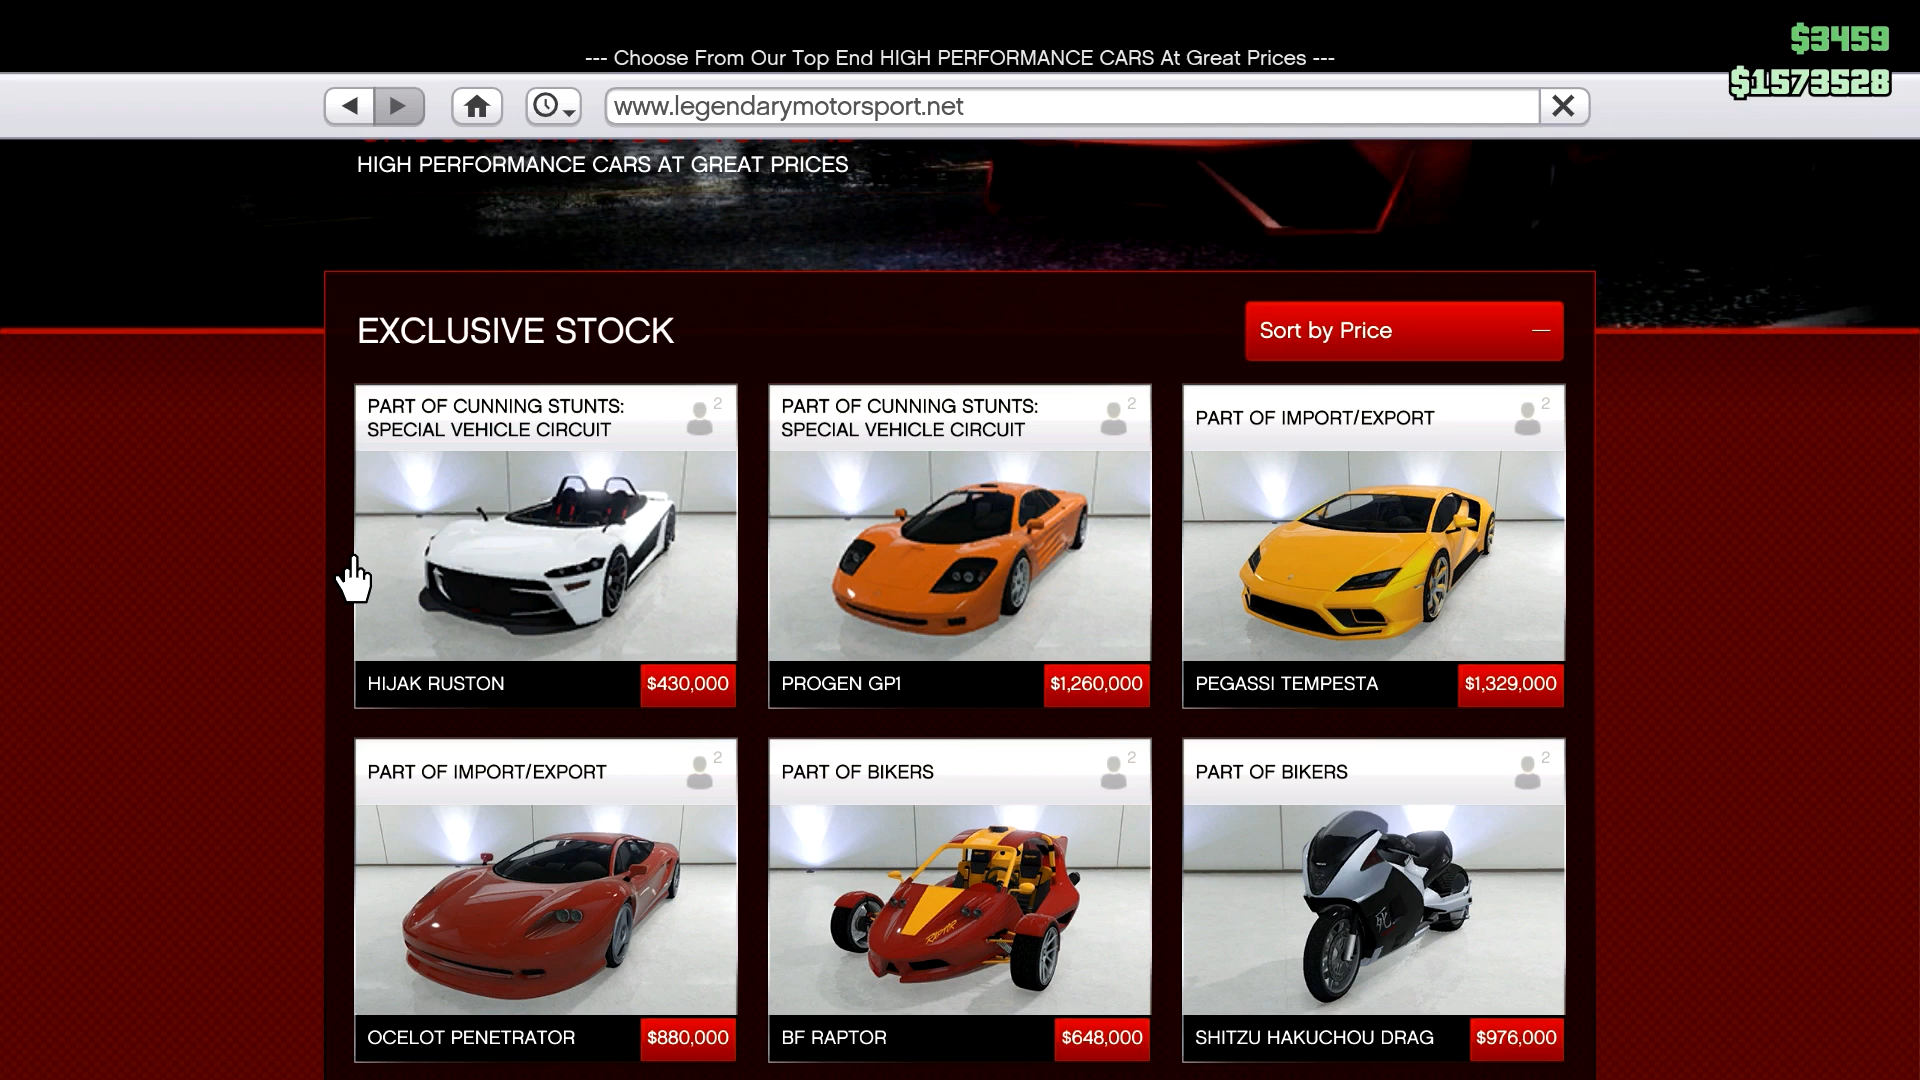 --- Choose From Our Top End HIGH PERFORMANCE CARS At Great Prices ---
$3459
$1573528
www.legendarymotorsport.net
HIGH PERFORMANCE CARS AT GREAT PRICES
EXCLUSIVE STOCK
Sort by Price
PART OF CUNNING STUNTS:
SPECIAL VEHICLE CIRCUIT
2
HIJAK RUSTON
$430,000
PART OF CUNNING STUNTS:
SPECIAL VEHICLE CIRCUIT
2
PROGEN GP1
$1,260,000
PART OF IMPORT/EXPORT
2
PEGASSI TEMPESTA
$1,329,000
PART OF IMPORT/EXPORT
2
OCELOT PENETRATOR
$880,000
PART OF BIKERS
2
RAPTOR
BF RAPTOR
$648,000
PART OF BIKERS
2
SHITZU HAKUCHOU DRAG
$976,000